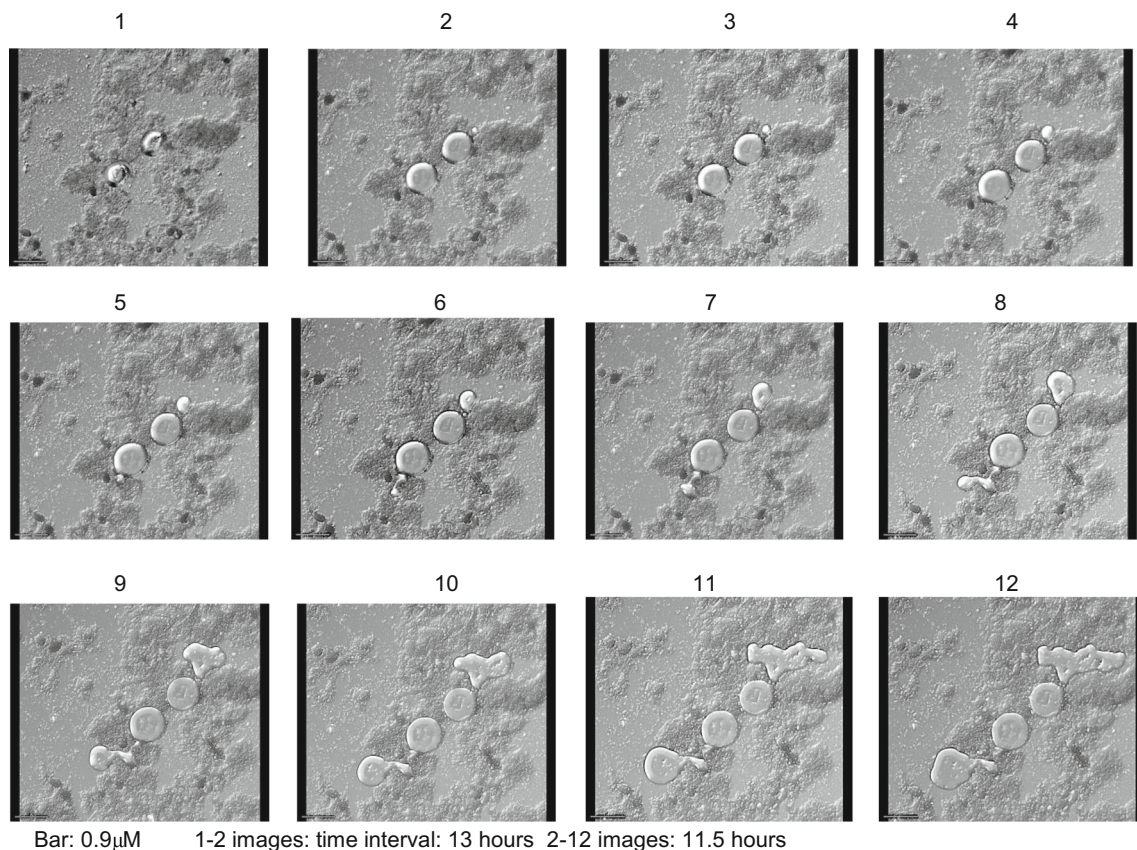 1 2 3 4
5 6 7 8
9 10 11 12
Bar: 0.9μM 1-2 images: time interval: 13 hours 2-12 images: 11.5 hours